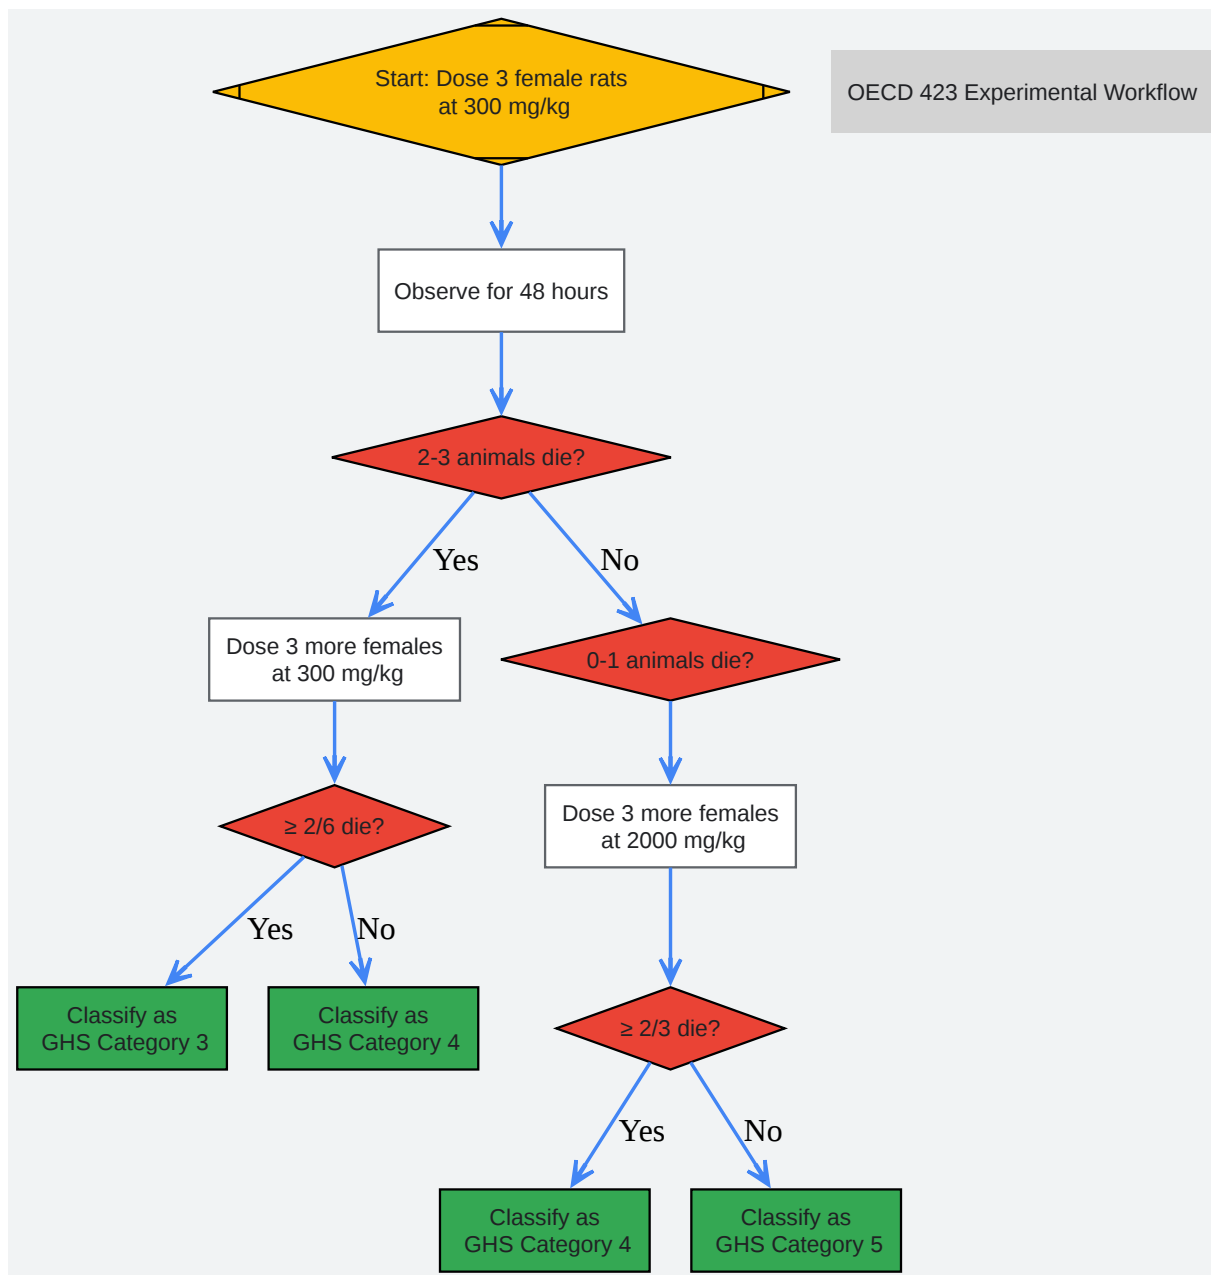 Start: Dose 3 female rats
at 300 mg/kg
OECD 423 Experimental Workflow
Observe for 48 hours
2-3 animals die?
Yes
No
Dose 3 more females
at 300 mg/kg
0-1 animals die?
≥ 2/6 die?
Dose 3 more females
at 2000 mg/kg
Yes
No
Classify as
GHS Category 3
Classify as
GHS Category 4
≥ 2/3 die?
Yes
No
Classify as
GHS Category 4
Classify as
GHS Category 5